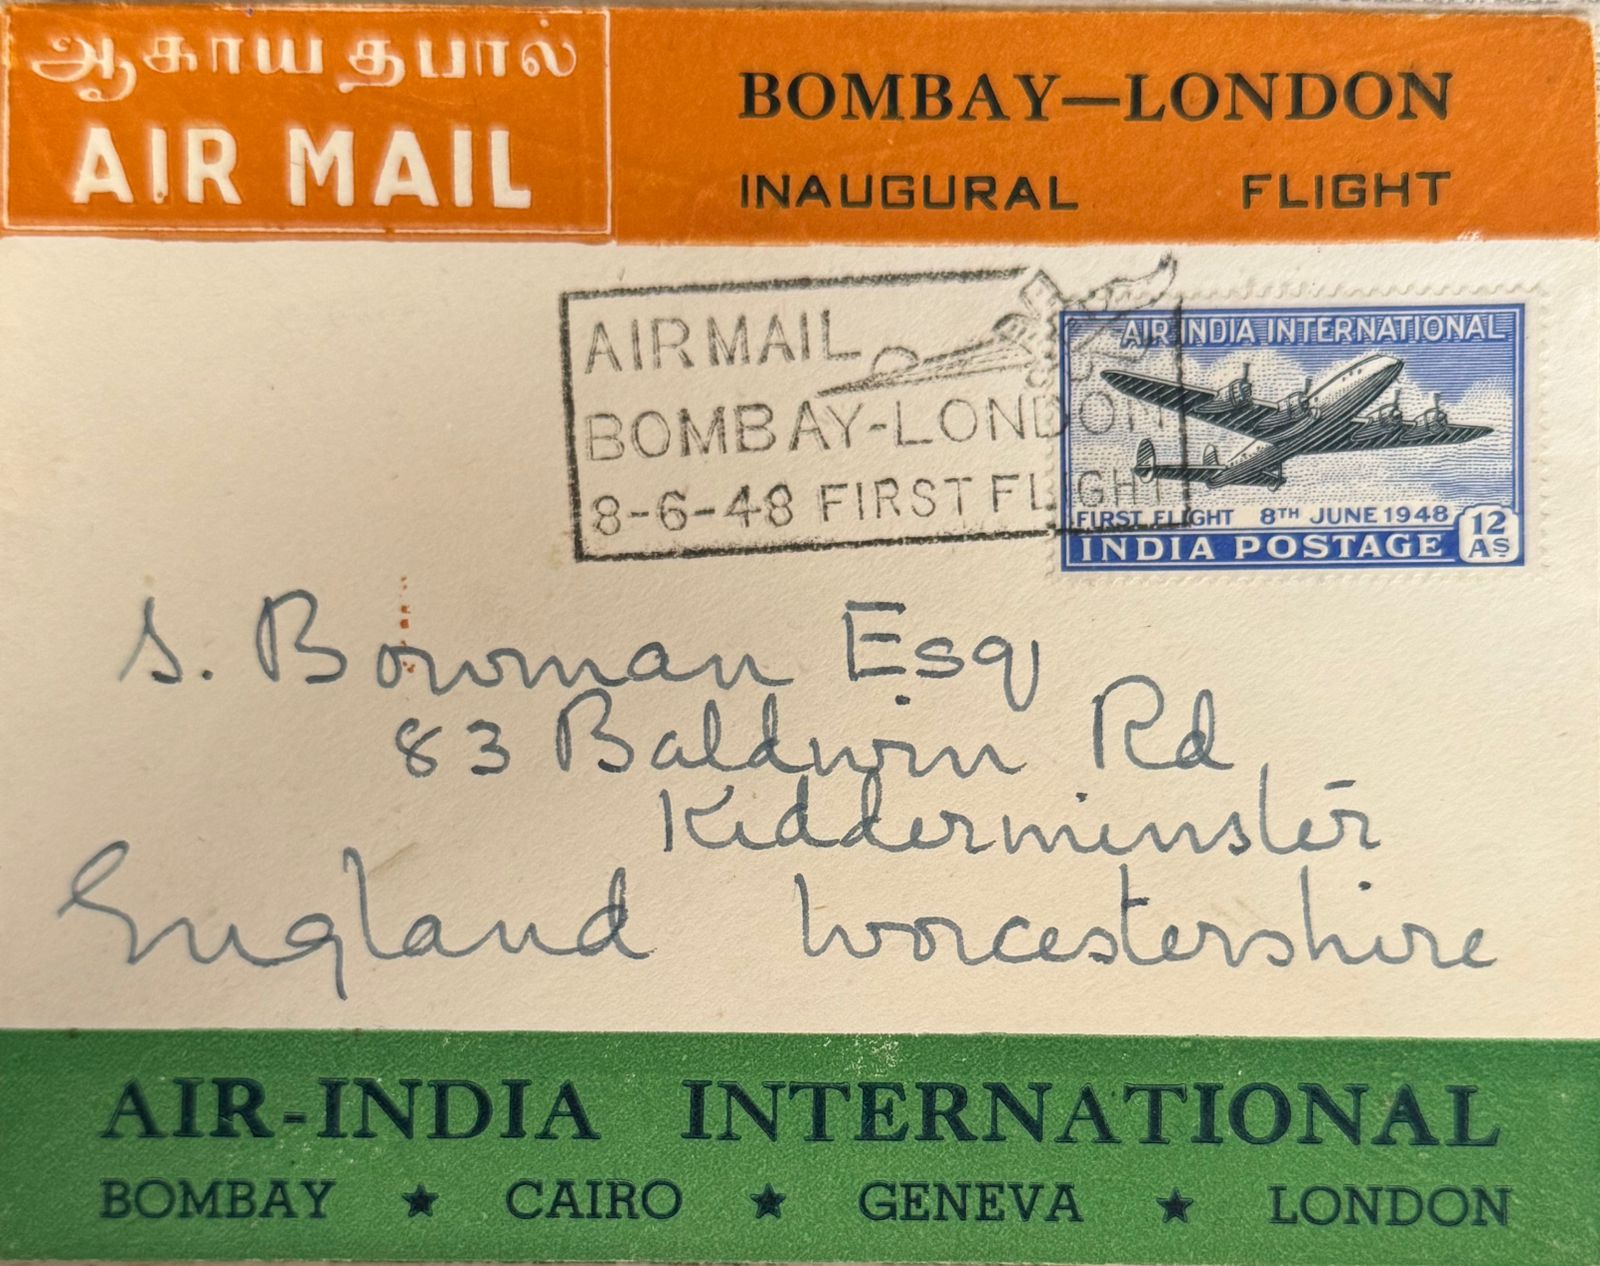 ஆகாய தபால்
AIR MAIL
BOMBAY—LONDON
INAUGURAL FLIGHT
AIR MAIL
BOMBAY-LONDON
8-6-48 FIRST FLIGHT
AIR INDIA INTERNATIONAL
FIRST FLIGHT 8TH JUNE 1948
12 AS
INDIA POSTAGE
S. Bowman Esq
83 Baldwin Rd
Kidderminster
England Worcestershire
AIR-INDIA INTERNATIONAL
BOMBAY ★ CAIRO ★ GENEVA ★ LONDON